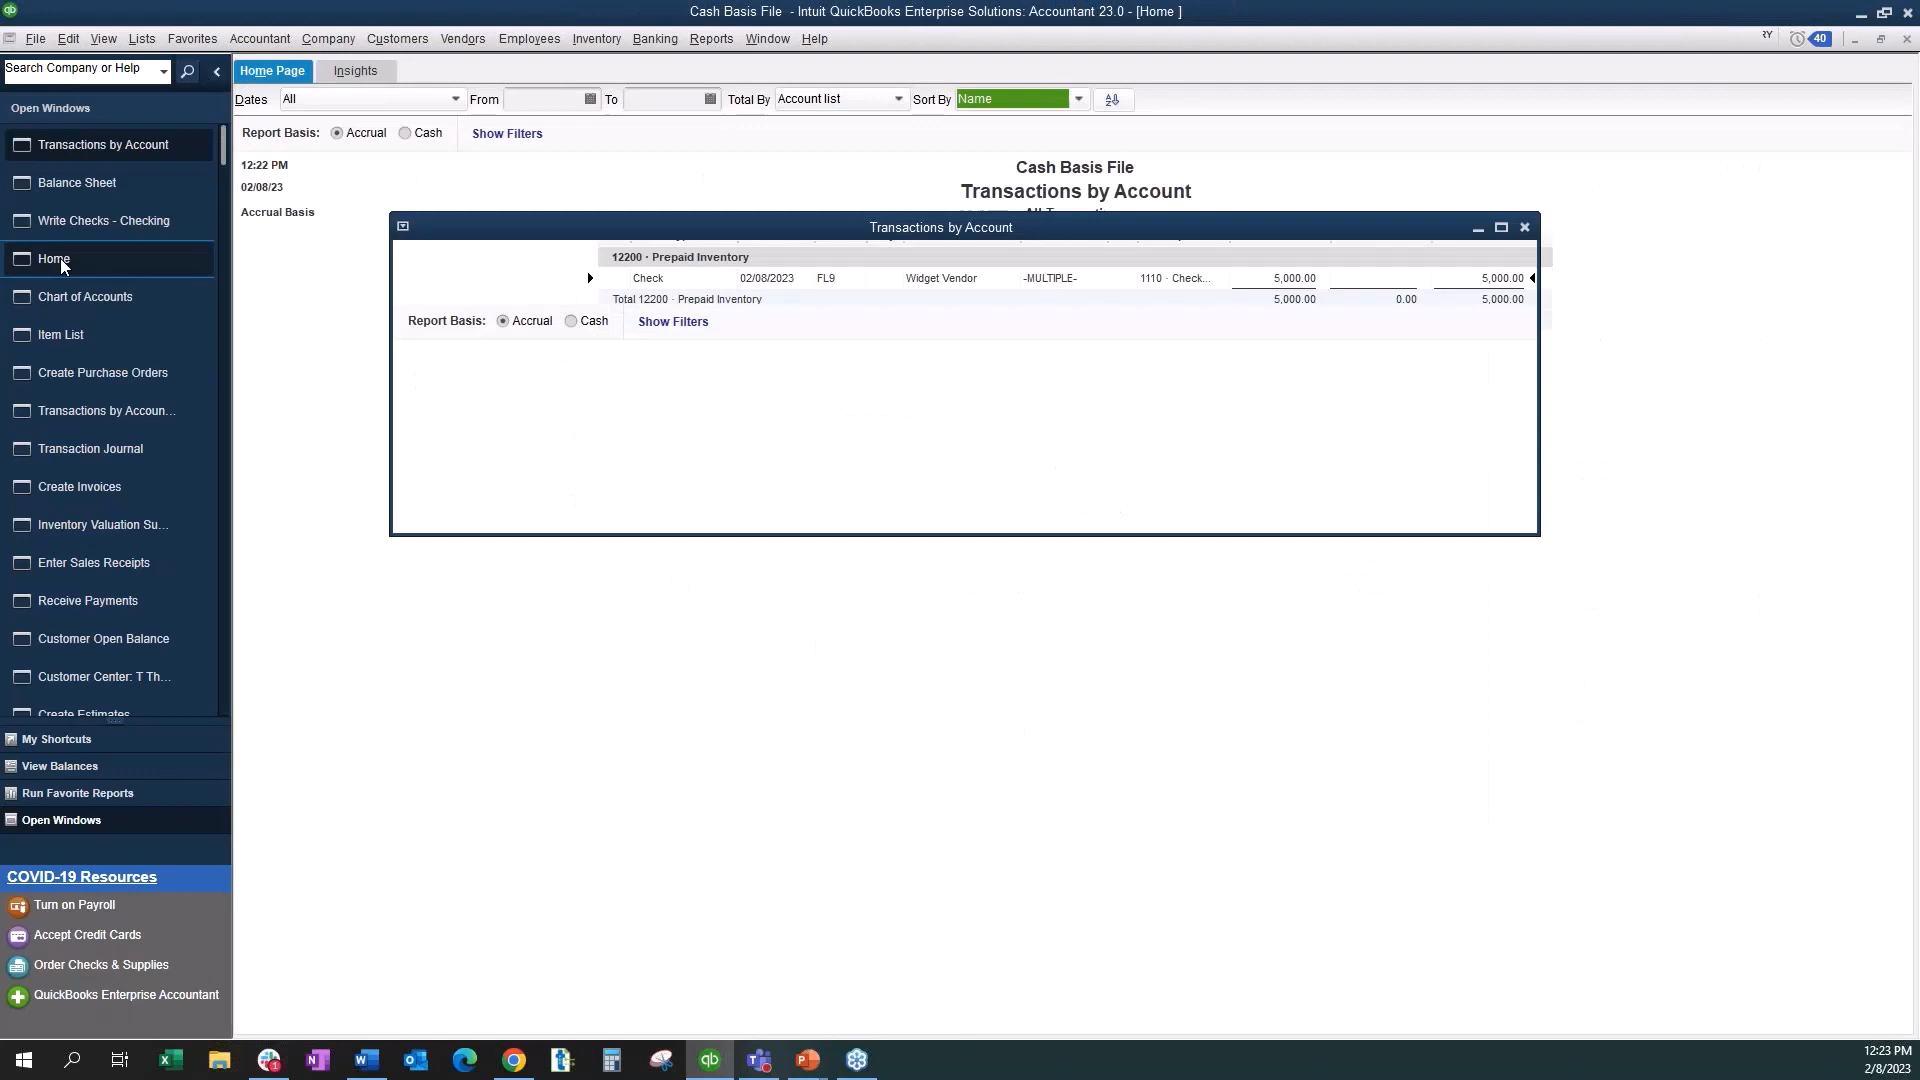 Cash Basis File - Intuit QuickBooks Enterprise Solutions: Accountant 23.0 - [Home ]
File Edit View Lists Favorites Accountant Company Customers Vendors Employees Inventory Banking Reports Window Help
40
Search Company or Help
Home Page Insights
Dates All From To Total By Account list Sort By Name
Report Basis: Accrual Cash Show Filters
12:22 PM
02/08/23
Accrual Basis
Cash Basis File
Transactions by Account
Open Windows
Transactions by Account
Balance Sheet
Write Checks - Checking
Home
Chart of Accounts
Item List
Create Purchase Orders
Transactions by Accoun...
Transaction Journal
Create Invoices
Inventory Valuation Su...
Enter Sales Receipts
Receive Payments
Customer Open Balance
Customer Center: T Th...
Create Estimates
My Shortcuts
View Balances
Run Favorite Reports
Open Windows
COVID-19 Resources
Turn on Payroll
Accept Credit Cards
Order Checks & Supplies
QuickBooks Enterprise Accountant
Transactions by Account
12200 · Prepaid Inventory
Check 02/08/2023 FL9 Widget Vendor -MULTIPLE- 1110 · Check... 5,000.00 5,000.00
Total 12200 · Prepaid Inventory 5,000.00 0.00 5,000.00
Report Basis: Accrual Cash Show Filters
12:23 PM
2/8/2023